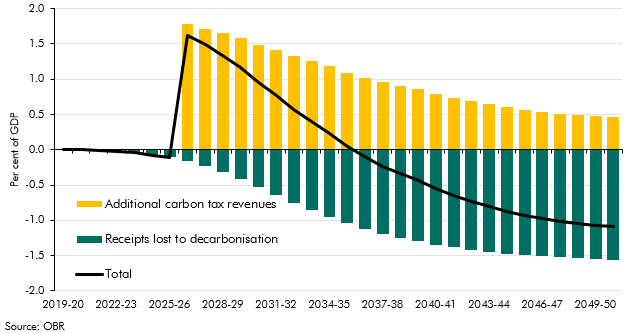 2.0
1.5
1.0
0.5
0.0
-0.5
-1.0
-1.5
-2.0
Per cent of GDP
Additional carbon tax revenues
Receipts lost to decarbonisation
Total
2019-20 2022-23 2025-26 2028-29 2031-32 2034-35 2037-38 2040-41 2043-44 2046-47 2049-50
Source: OBR